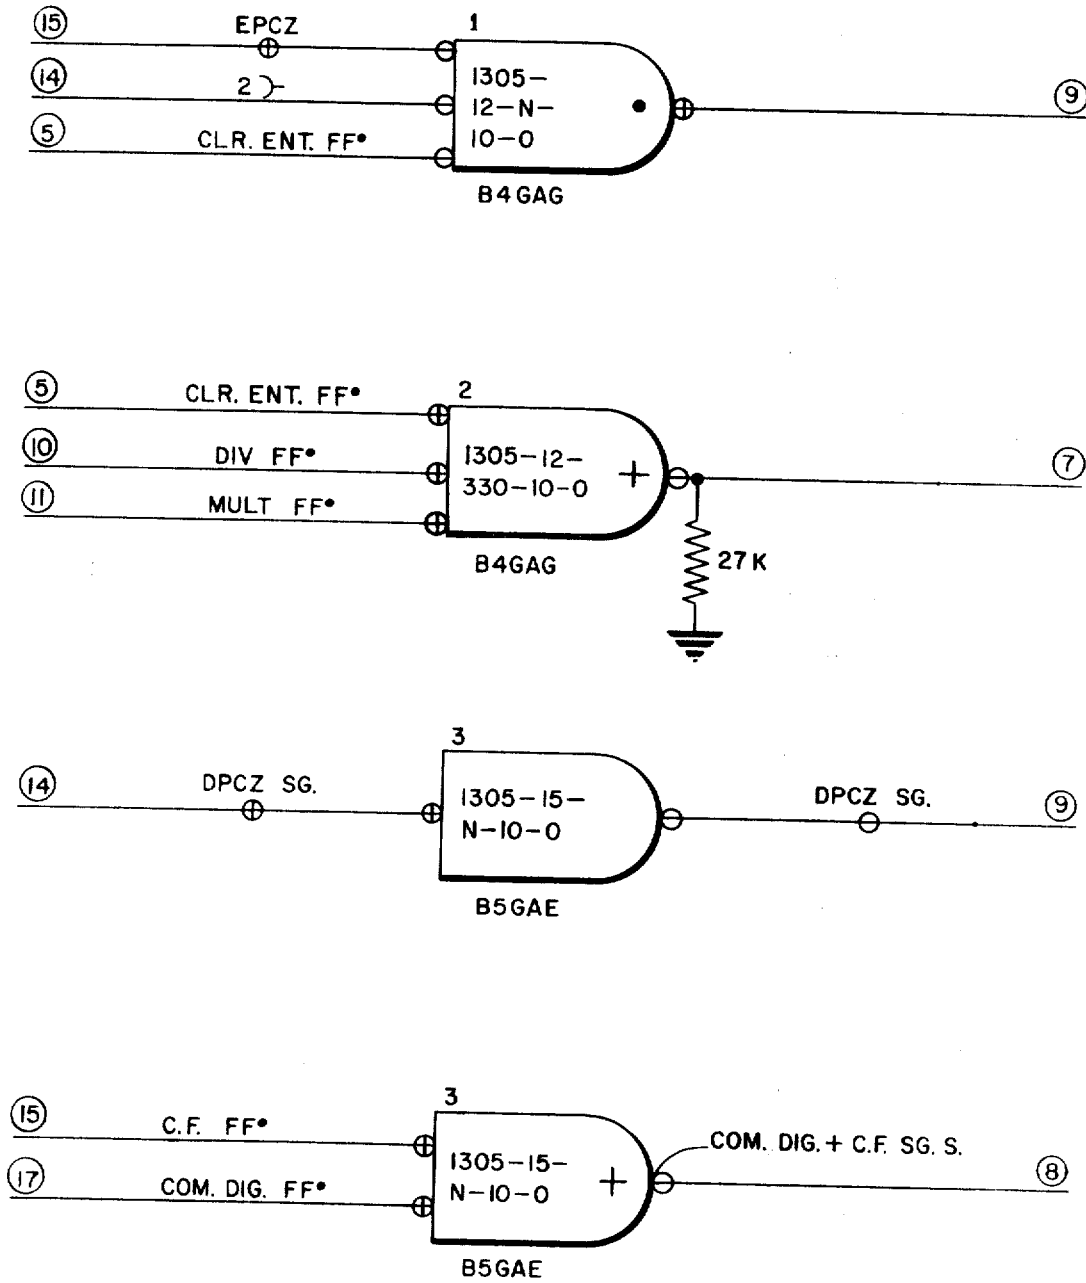 15 EPCZ 1
14 2
5 CLR. ENT. FF•
1305-
12-N-
10-0
9
B4GAG
5 CLR. ENT. FF• 2
10 DIV FF•
11 MULT FF•
1305-12-
330-10-0
+
7
27K
B4GAG
3
14 DPCZ SG.
1305-15-
N-10-0
DPCZ SG. 9
B5GAE
3
15 C.F. FF•
17 COM. DIG. FF•
1305-15-
N-10-0
+
COM. DIG. + C.F. SG. S.
8
B5GAE